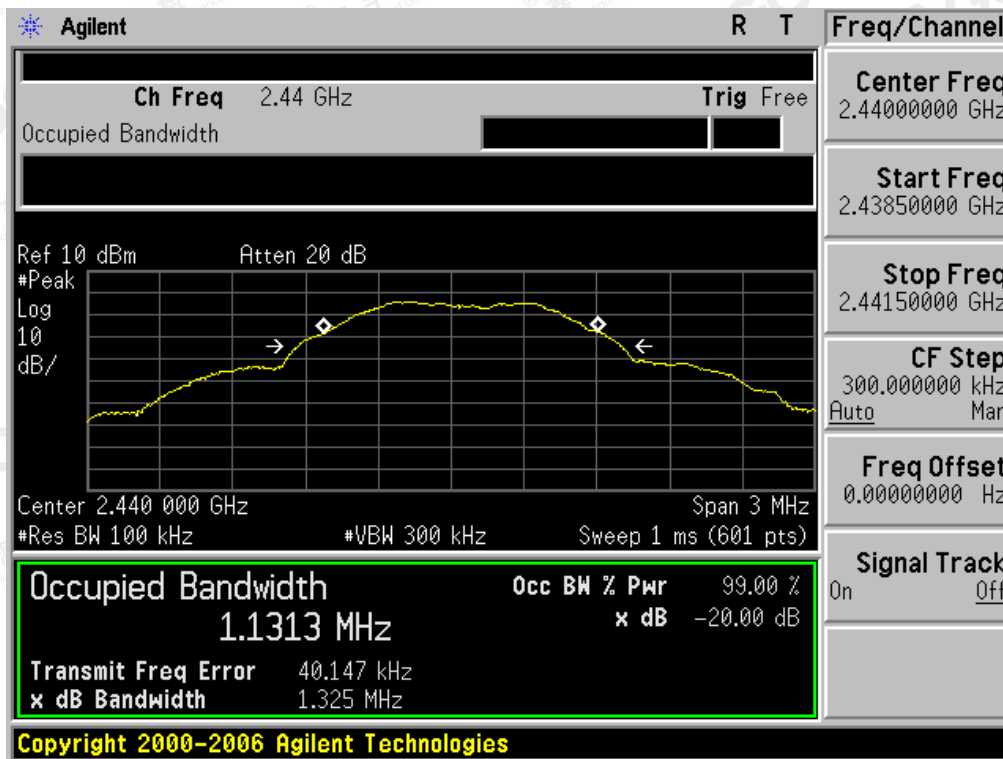 Agilent R T Freq/Channel
Ch Freq 2.44 GHz Trig Free
Occupied Bandwidth
Center Freq
2.44000000 GHz
Start Freq
2.43850000 GHz
Stop Freq
2.44150000 GHz
CF Step
300.000000 kHz
Auto Man
Freq Offset
0.00000000 Hz
Signal Track
On Off
Ref 10 dBm Atten 20 dB
#Peak
Log
10
dB/
Center 2.440 000 GHz Span 3 MHz
#Res BW 100 kHz #VBW 300 kHz Sweep 1 ms (601 pts)
Occupied Bandwidth Occ BW % Pwr 99.00 %
1.1313 MHz x dB -20.00 dB
Transmit Freq Error 40.147 kHz
x dB Bandwidth 1.325 MHz
Copyright 2000-2006 Agilent Technologies